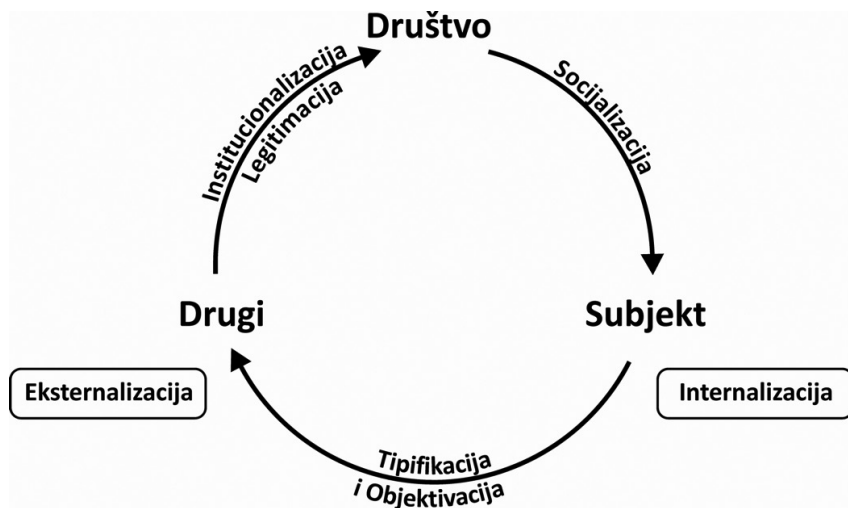 Društvo
Institucionalizacija
Legitimacija
Socijalizacija
Drugi
Subjekt
Eksternalizacija
Internalizacija
Tipifikacija
i Objektivacija